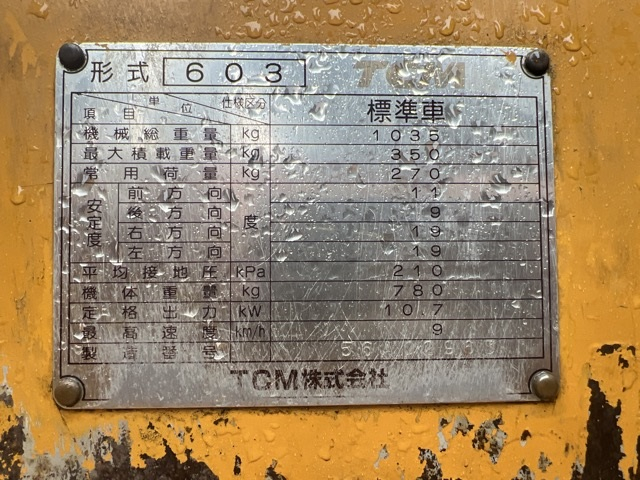 形式 603 TCM
単位 仕様区分
項目 標準車
機械総重量 kg 1035
最大積載重量 kg 350
常用荷重 kg 270
安定度 前方向 度 11
後方向 9
右方向 19
左方向 19
平均接地圧 kPa 210
機体重量 kg 780
定格出力 kW 10.7
最高速度 km/h 9
製造番号
TCM株式会社